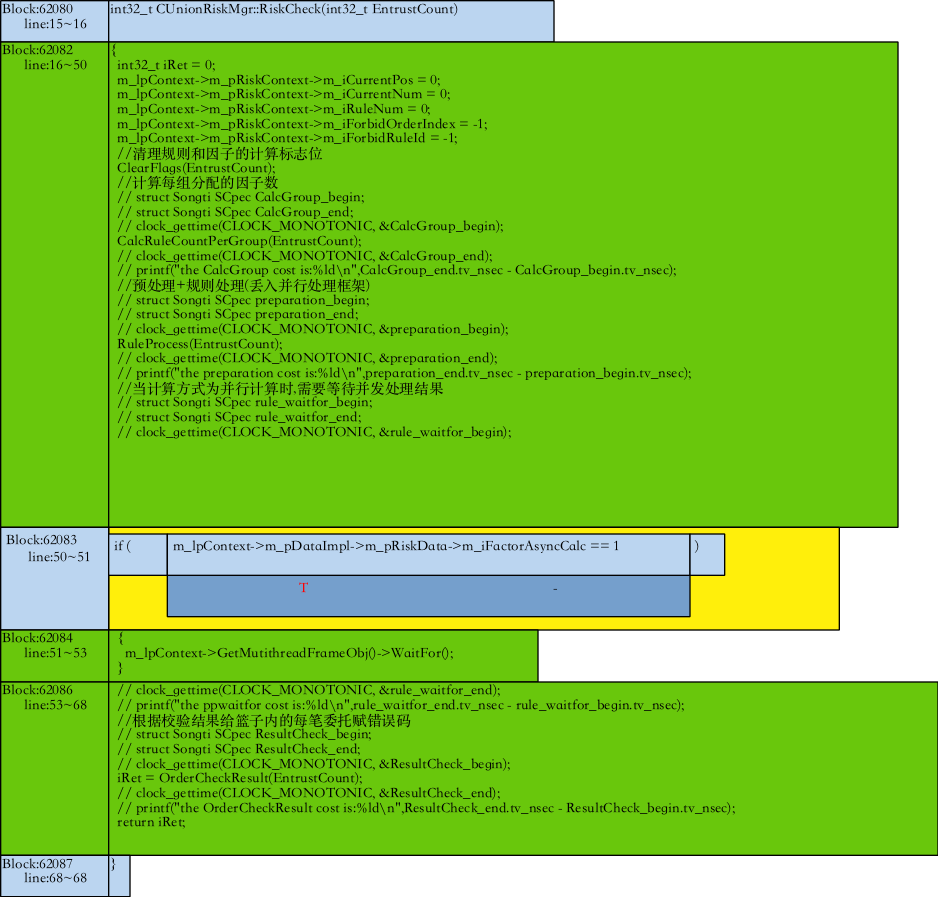 Block:62080
line:15~16
int32_t CUnionRiskMgr::RiskCheck(int32_t EntrustCount)
Block:62082
line:16~50
{
int32_t iRet = 0;
m_lpContext->m_pRiskContext->m_iCurrentPos = 0;
m_lpContext->m_pRiskContext->m_iCurrentNum = 0;
m_lpContext->m_pRiskContext->m_iRuleNum = 0;
m_lpContext->m_pRiskContext->m_iForbidOrderIndex = -1;
m_lpContext->m_pRiskContext->m_iForbidRuleId = -1;
//清理规则和因子的计算标志位
ClearFlags(EntrustCount);
//计算每组分配的因子数
// struct Songti SCpec CalcGroup_begin;
// struct Songti SCpec CalcGroup_end;
// clock_gettime(CLOCK_MONOTONIC, &CalcGroup_begin);
CalcRuleCountPerGroup(EntrustCount);
// clock_gettime(CLOCK_MONOTONIC, &CalcGroup_end);
// printf("the CalcGroup cost is:%ld\n",CalcGroup_end.tv_nsec - CalcGroup_begin.tv_nsec);
//预处理+规则处理(丢入并行处理框架)
// struct Songti SCpec preparation_begin;
// struct Songti SCpec preparation_end;
// clock_gettime(CLOCK_MONOTONIC, &preparation_begin);
RuleProcess(EntrustCount);
// clock_gettime(CLOCK_MONOTONIC, &preparation_end);
// printf("the preparation cost is:%ld\n",preparation_end.tv_nsec - preparation_begin.tv_nsec);
//当计算方式为并行计算时,需要等待并发处理结果
// struct Songti SCpec rule_waitfor_begin;
// struct Songti SCpec rule_waitfor_end;
// clock_gettime(CLOCK_MONOTONIC, &rule_waitfor_begin);
Block:62083
line:50~51
if ( m_lpContext->m_pDataImpl->m_pRiskData->m_iFactorAsyncCalc == 1 )
T -
Block:62084
line:51~53
{
m_lpContext->GetMutithreadFrameObj()->WaitFor();
}
Block:62086
line:53~68
// clock_gettime(CLOCK_MONOTONIC, &rule_waitfor_end);
// printf("the ppwaitfor cost is:%ld\n",rule_waitfor_end.tv_nsec - rule_waitfor_begin.tv_nsec);
//根据校验结果给篮子内的每笔委托赋错误码
// struct Songti SCpec ResultCheck_begin;
// struct Songti SCpec ResultCheck_end;
// clock_gettime(CLOCK_MONOTONIC, &ResultCheck_begin);
iRet = OrderCheckResult(EntrustCount);
// clock_gettime(CLOCK_MONOTONIC, &ResultCheck_end);
// printf("the OrderCheckResult cost is:%ld\n",ResultCheck_end.tv_nsec - ResultCheck_begin.tv_nsec);
return iRet;
Block:62087
line:68~68
}